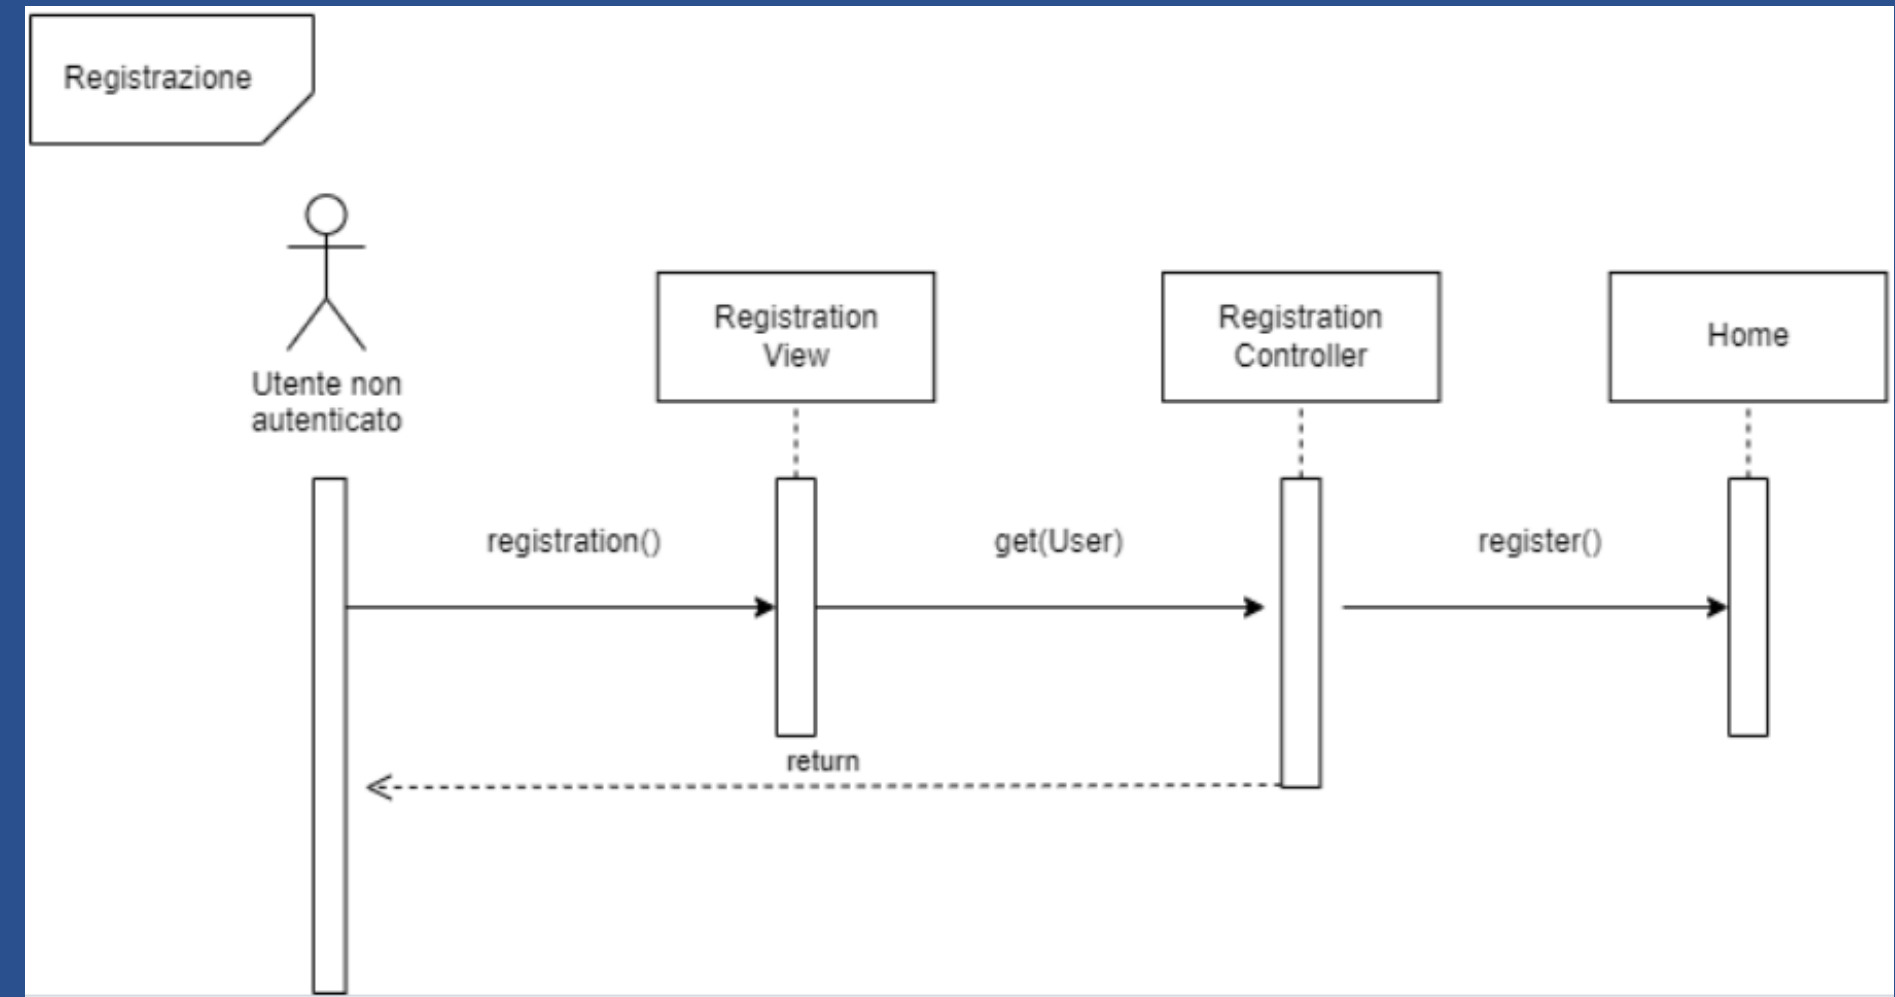 Registrazione
Utente non
autenticato
Registration
View
Registration
Controller
Home
registration()
get(User)
register()
return